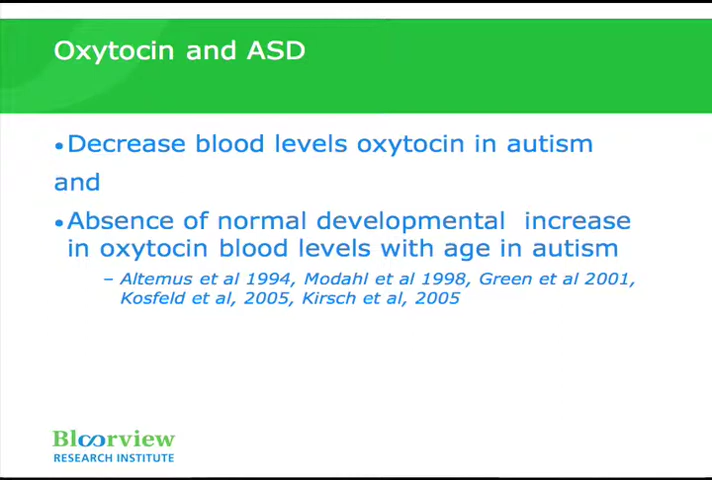 Oxytocin and ASD
•Decrease blood levels oxytocin in autism
and
•Absence of normal developmental increase
in oxytocin blood levels with age in autism
– Altemus et al 1994, Modahl et al 1998, Green et al 2001,
Kosfeld et al, 2005, Kirsch et al, 2005
Bloorview
RESEARCH INSTITUTE